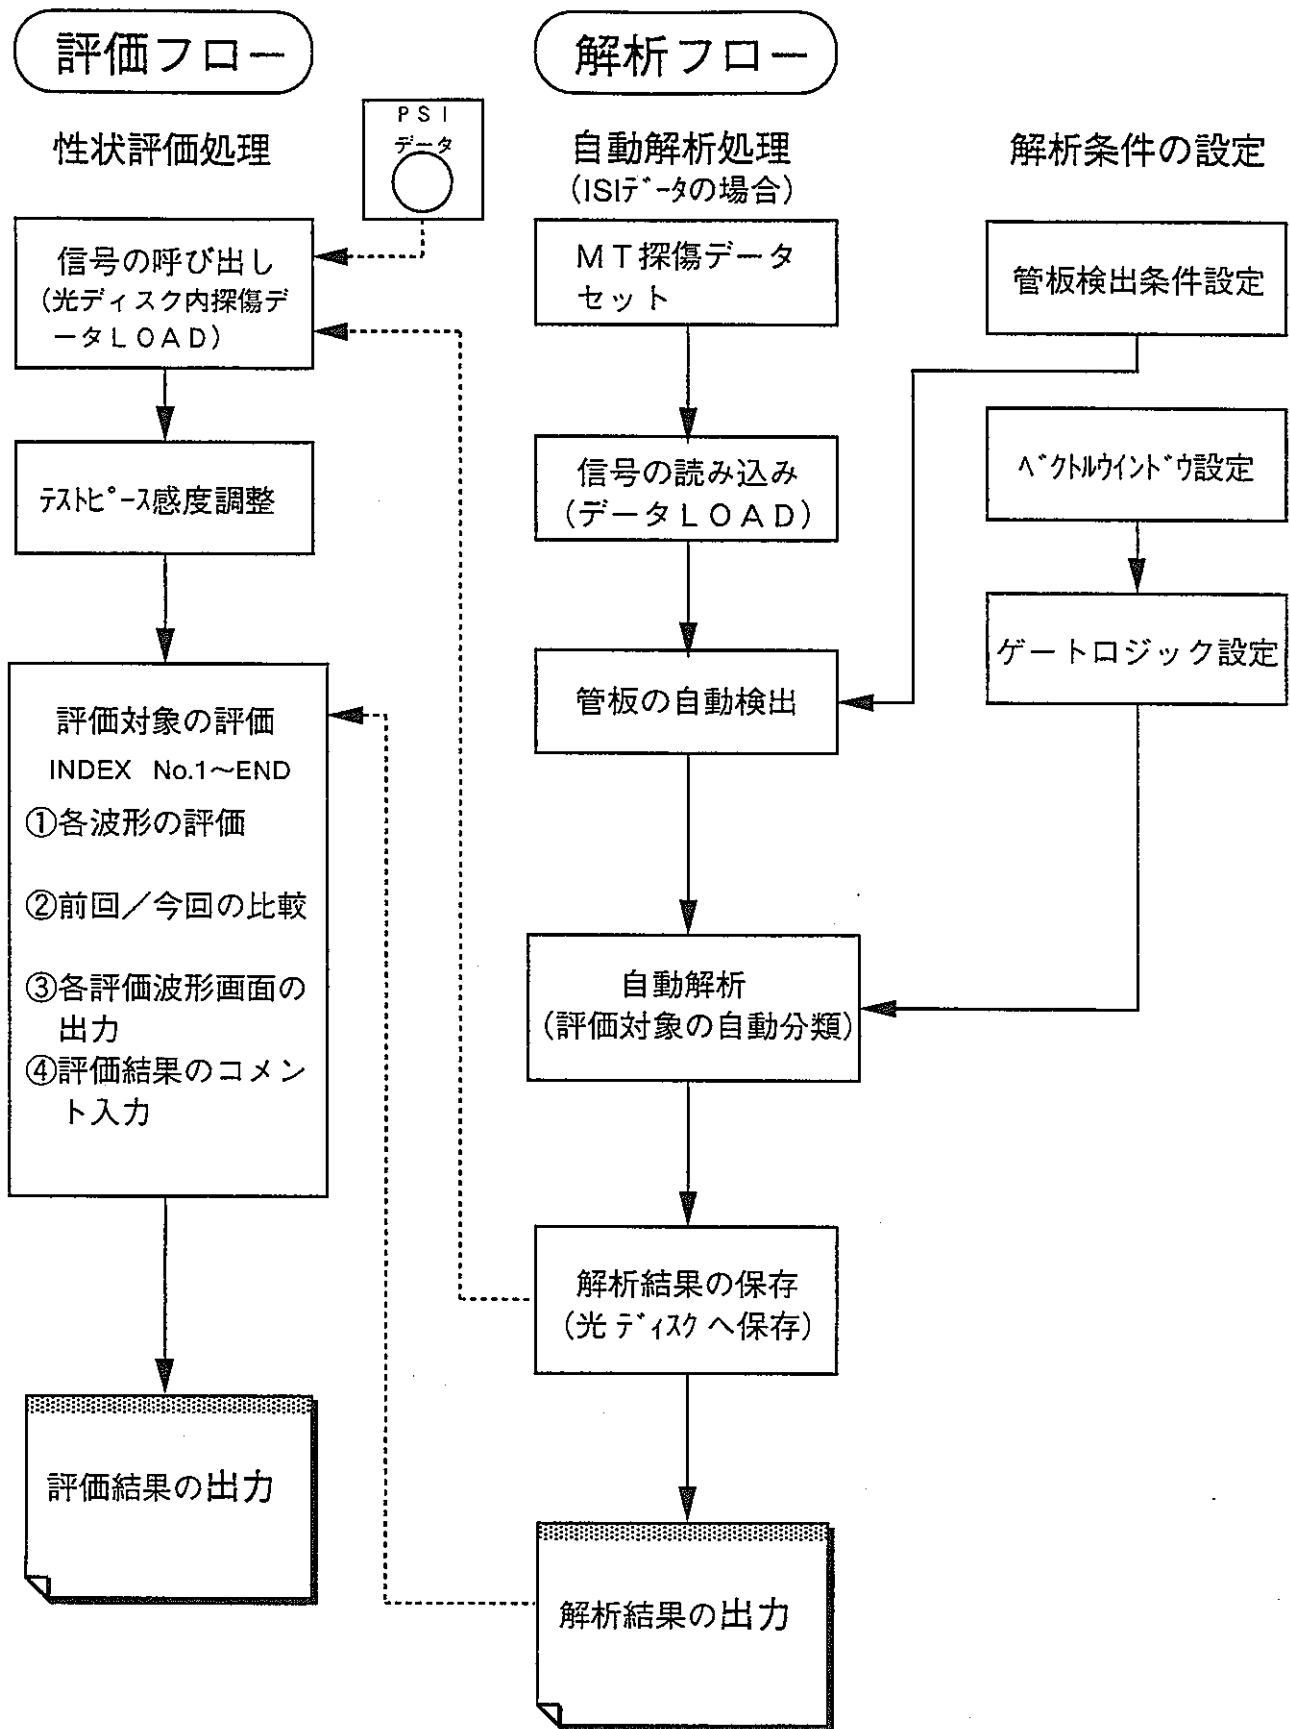 評価フロー
性状評価処理
PSI
データ
信号の呼び出し
(光ディスク内探傷デ
ータLOAD)
テストピース感度調整
評価対象の評価
INDEX No.1〜END
①各波形の評価
②前回/今回の比較
③各評価波形画面の
出力
④評価結果のコメン
ト入力
評価結果の出力
解析フロー
自動解析処理
(ISIデータの場合)
MT探傷データ
セット
信号の読み込み
(データLOAD)
管板の自動検出
自動解析
(評価対象の自動分類)
解析結果の保存
(光ディスクへ保存)
解析結果の出力
解析条件の設定
管板検出条件設定
ベクトルウインドウ設定
ゲートロジック設定